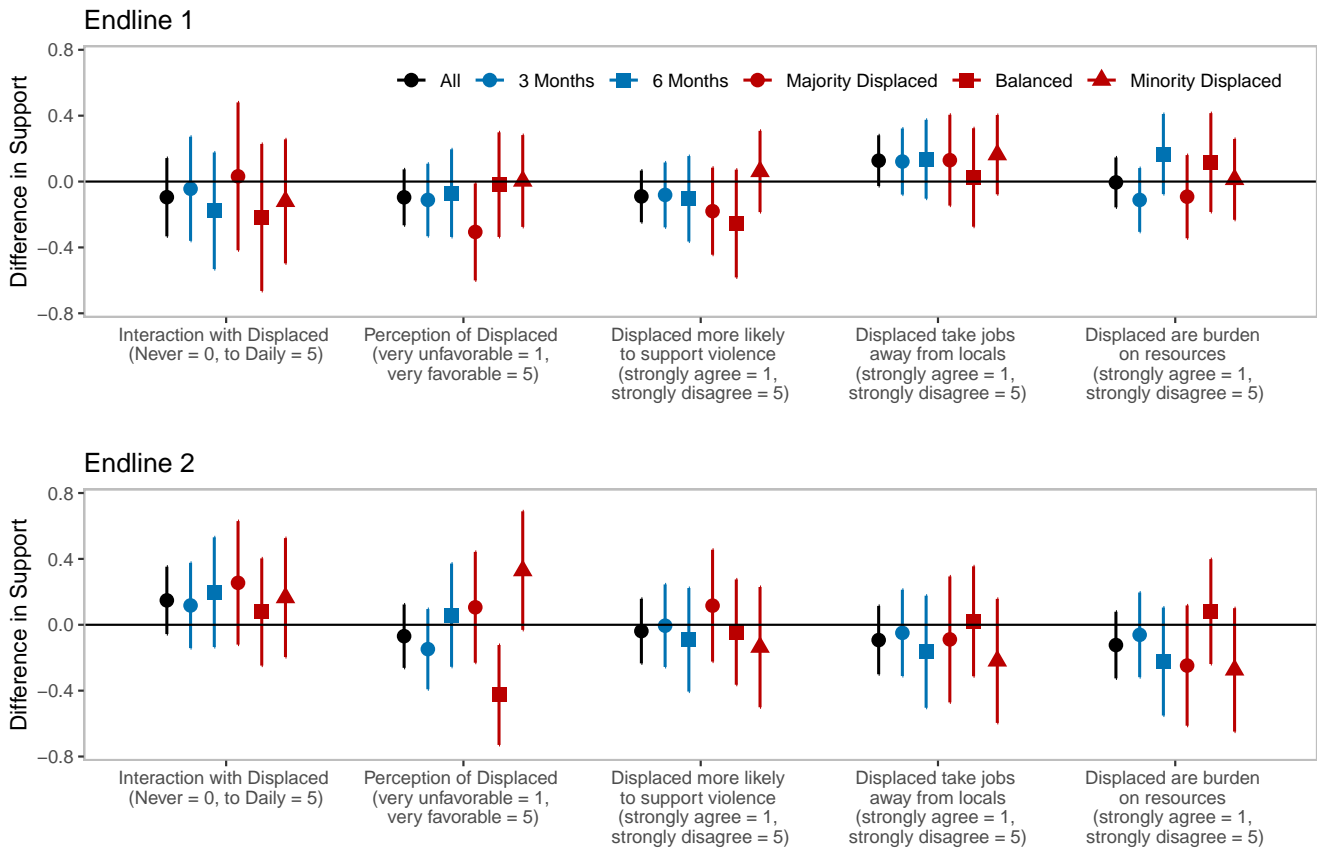 Endline 1
Difference in Support
0.8
0.4
0.0
−0.4
−0.8
All 3 Months 6 Months Majority Displaced Balanced Minority Displaced
Interaction with Displaced
(Never = 0, to Daily = 5)
Perception of Displaced
(very unfavorable = 1,
very favorable = 5)
Displaced more likely
to support violence
(strongly agree = 1,
strongly disagree = 5)
Displaced take jobs
away from locals
(strongly agree = 1,
strongly disagree = 5)
Displaced are burden
on resources
(strongly agree = 1,
strongly disagree = 5)
Endline 2
Difference in Support
0.8
0.4
0.0
−0.4
−0.8
Interaction with Displaced
(Never = 0, to Daily = 5)
Perception of Displaced
(very unfavorable = 1,
very favorable = 5)
Displaced more likely
to support violence
(strongly agree = 1,
strongly disagree = 5)
Displaced take jobs
away from locals
(strongly agree = 1,
strongly disagree = 5)
Displaced are burden
on resources
(strongly agree = 1,
strongly disagree = 5)